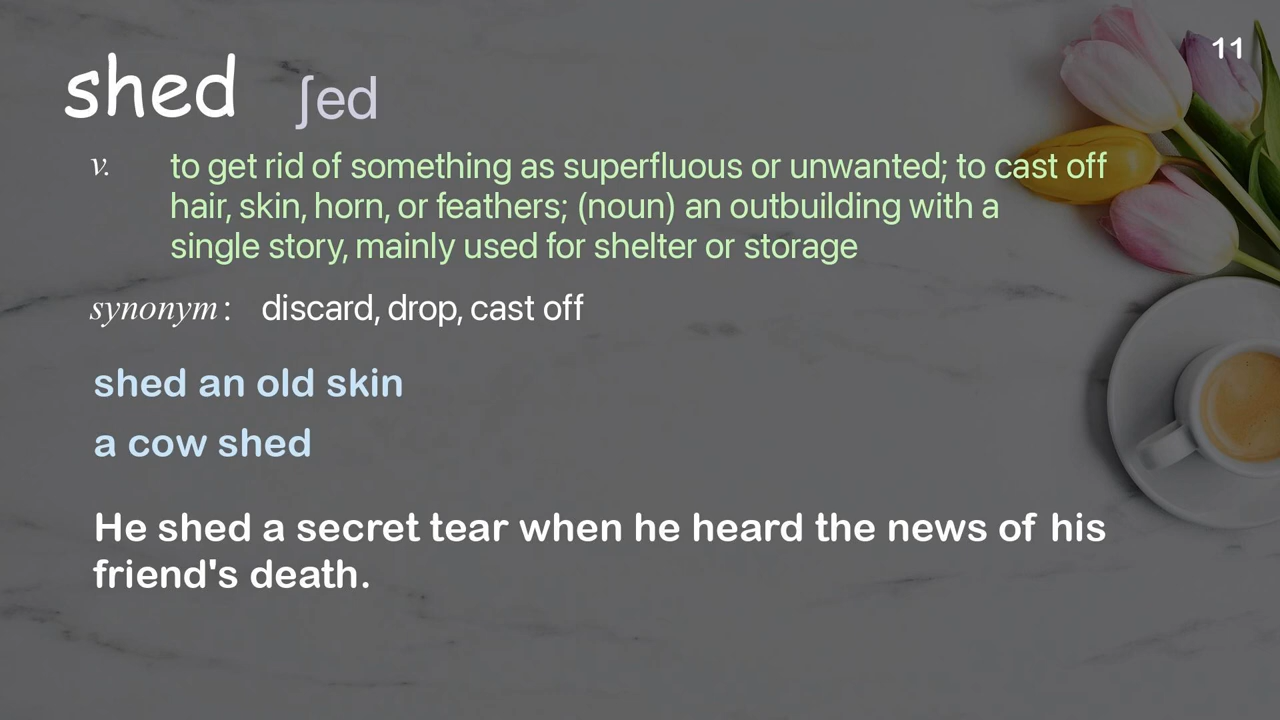 11
shed ʃed
v. to get rid of something as superfluous or unwanted; to cast off
hair, skin, horn, or feathers; (noun) an outbuilding with a
single story, mainly used for shelter or storage
synonym: discard, drop, cast off
shed an old skin
a cow shed
He shed a secret tear when he heard the news of his
friend's death.